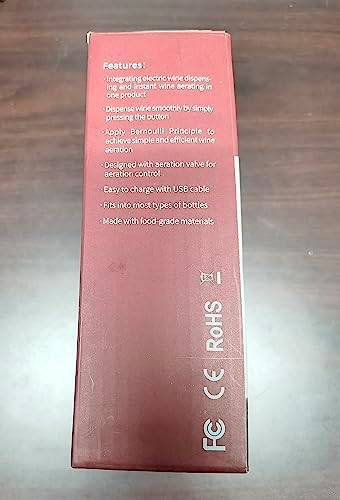 Features:
·Integrating electric wine dispens-
ing and instant wine aerating in
one product
·Dispense wine smoothly by simply
pressing the button
·Apply Bernoulli Principle to
achieve simple and efficient wine
aeration
·Designed with aeration valve for
aeration control
·Easy to charge with USB cable
·Fits into most types of bottles
·Made with food-grade materials
FC CE RoHS